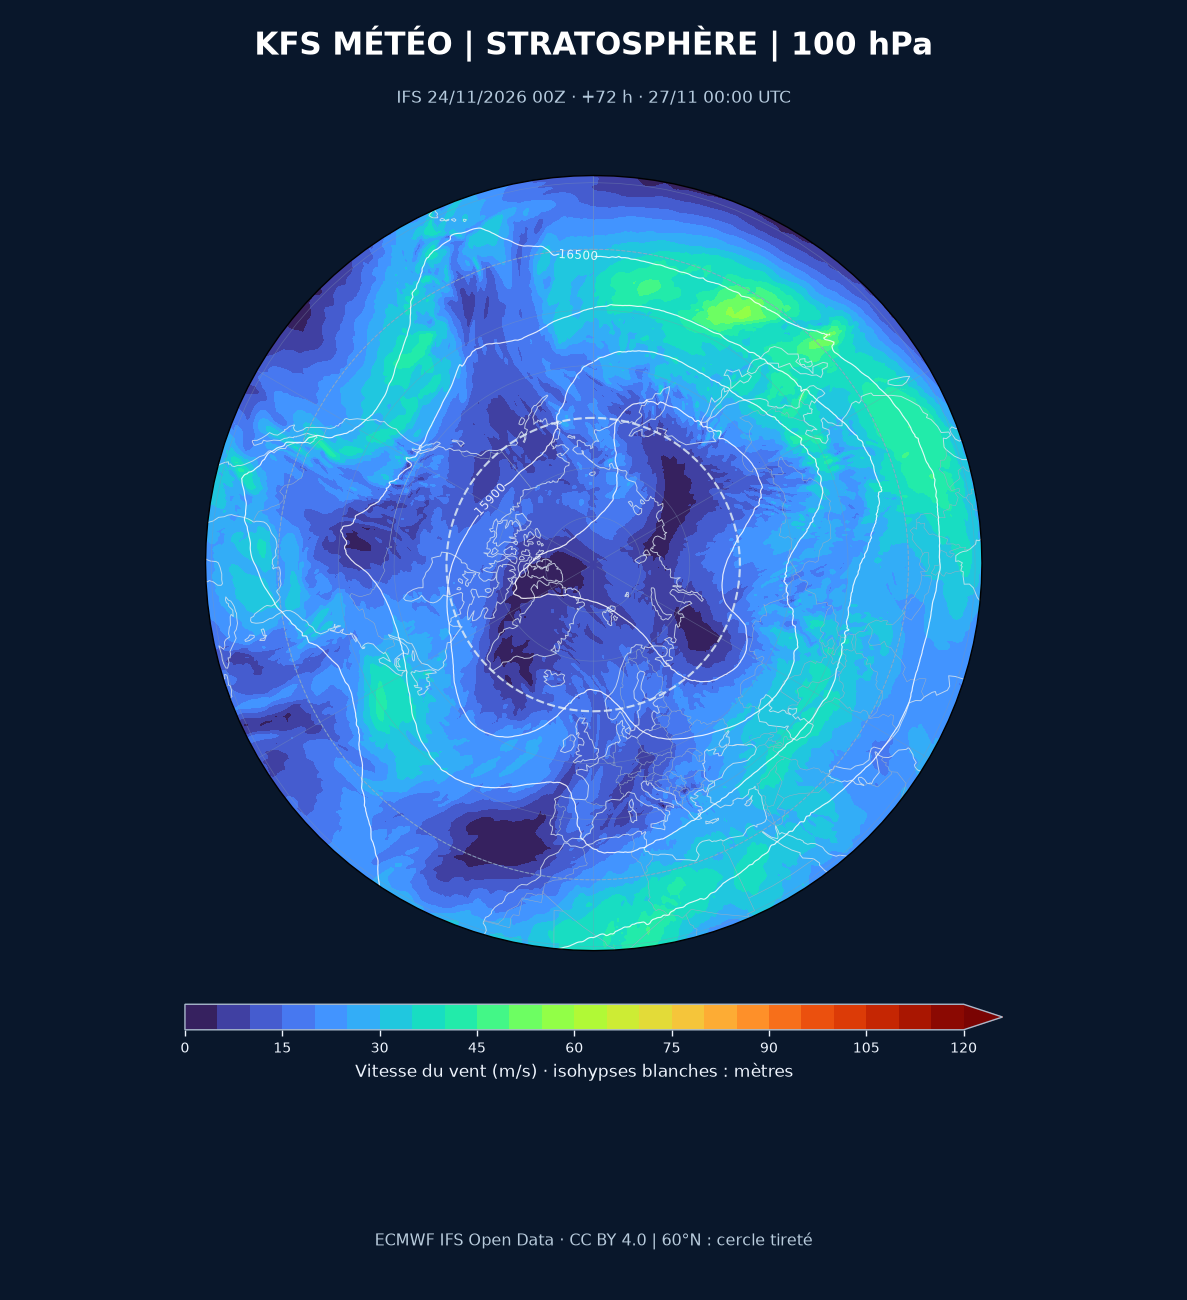 KFS MÉTÉO | STRATOSPHÈRE | 100 hPa
IFS 24/11/2026 00Z · +72 h · 27/11 00:00 UTC
16500
15900
0 15 30 45 60 75 90 105 120
Vitesse du vent (m/s) · isohypses blanches : mètres
ECMWF IFS Open Data · CC BY 4.0 | 60°N : cercle tireté